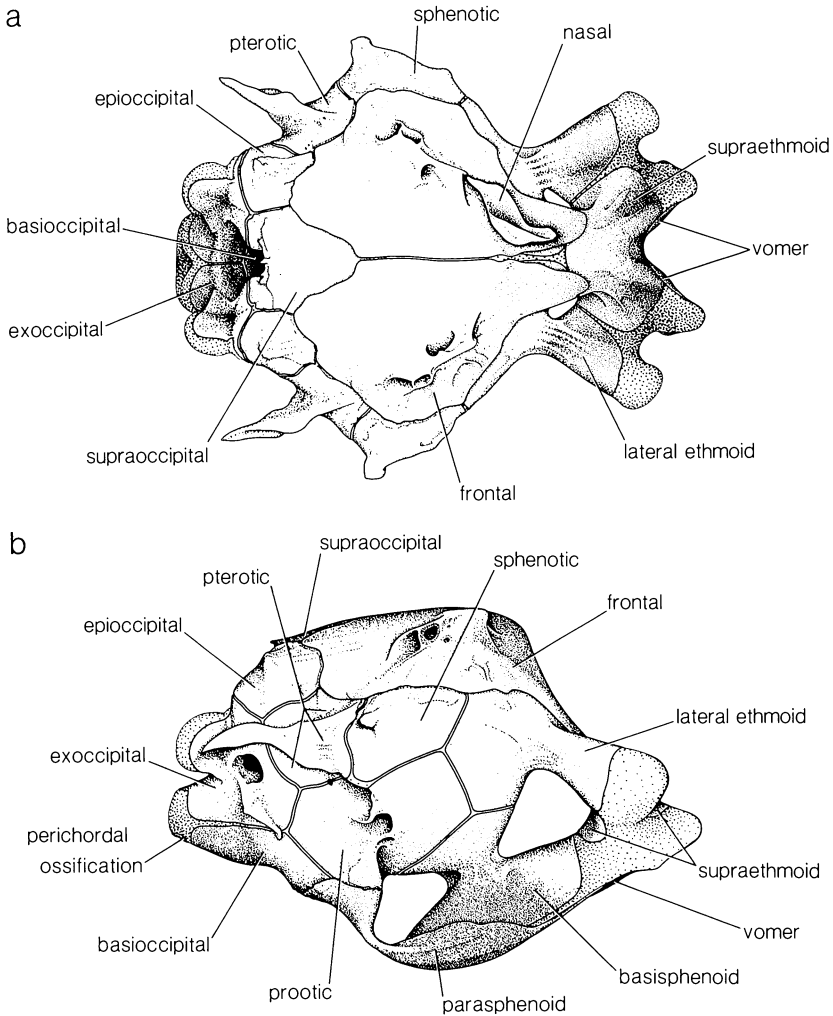 a
sphenotic
pterotic
nasal
epioccipital
supraethmoid
basioccipital
vomer
exoccipital
supraoccipital
lateral ethmoid
frontal
b
supraoccipital
sphenotic
pterotic
frontal
epioccipital
lateral ethmoid
exoccipital
perichordal
ossification
supraethmoid
vomer
basioccipital
basisphenoid
prootic
parasphenoid